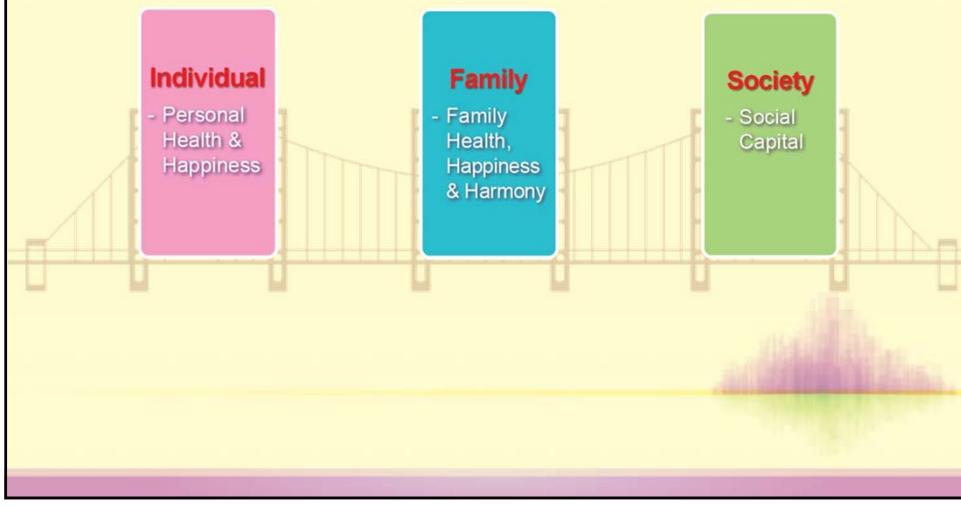 Individual
- Personal
Health &
Happiness
Family
- Family
Health,
Happiness
& Harmony
Society
- Social
Capital